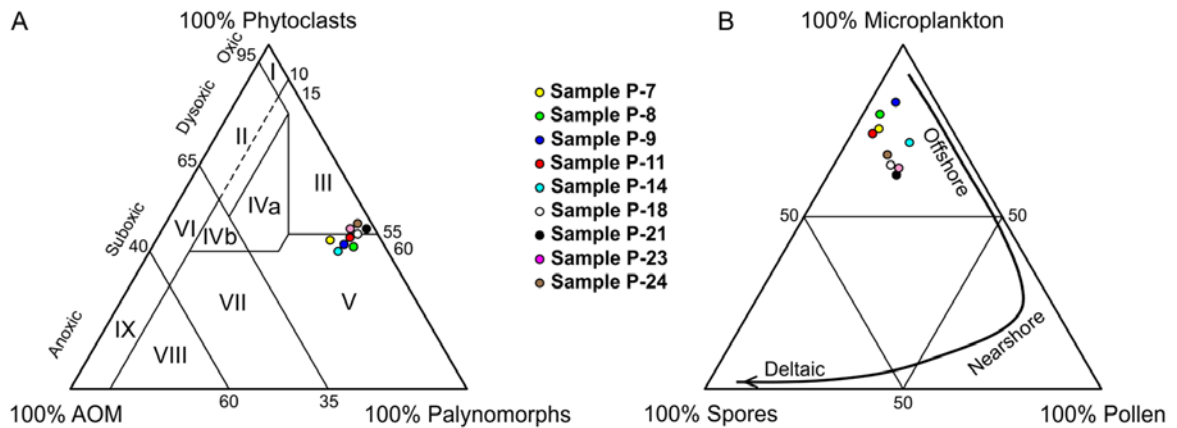 A
100% Phytoclasts
Oxic
95
10
15
I
Dysoxic
II
65
III
IVa
Suboxic
VI
IVb
55
60
40
VII
V
Anoxic
IX
VIII
60
35
100% AOM
100% Palynomorphs
Sample P-7
Sample P-8
Sample P-9
Sample P-11
Sample P-14
Sample P-18
Sample P-21
Sample P-23
Sample P-24
B
100% Microplankton
Offshore
50
50
Nearshore
Deltaic
50
100% Spores
100% Pollen